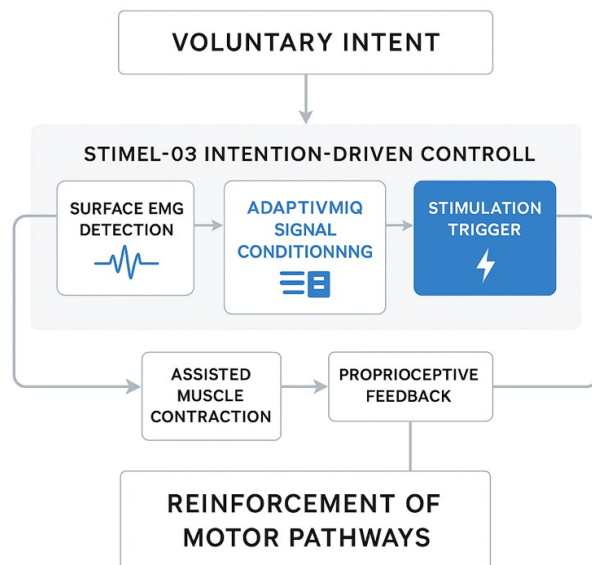 VOLUNTARY INTENT
STIMEL-03 INTENTION-DRIVEN CONTROLL
SURFACE EMG
DETECTION
ADAPTIVMIQ
SIGNAL
CONDITIONNNG
STIMULATION
TRIGGER
ASSISTED
MUSCLE
CONTRACTION
PROPRIOCEPTIVE
FEEDBACK
REINFORCEMENT OF
MOTOR PATHWAYS